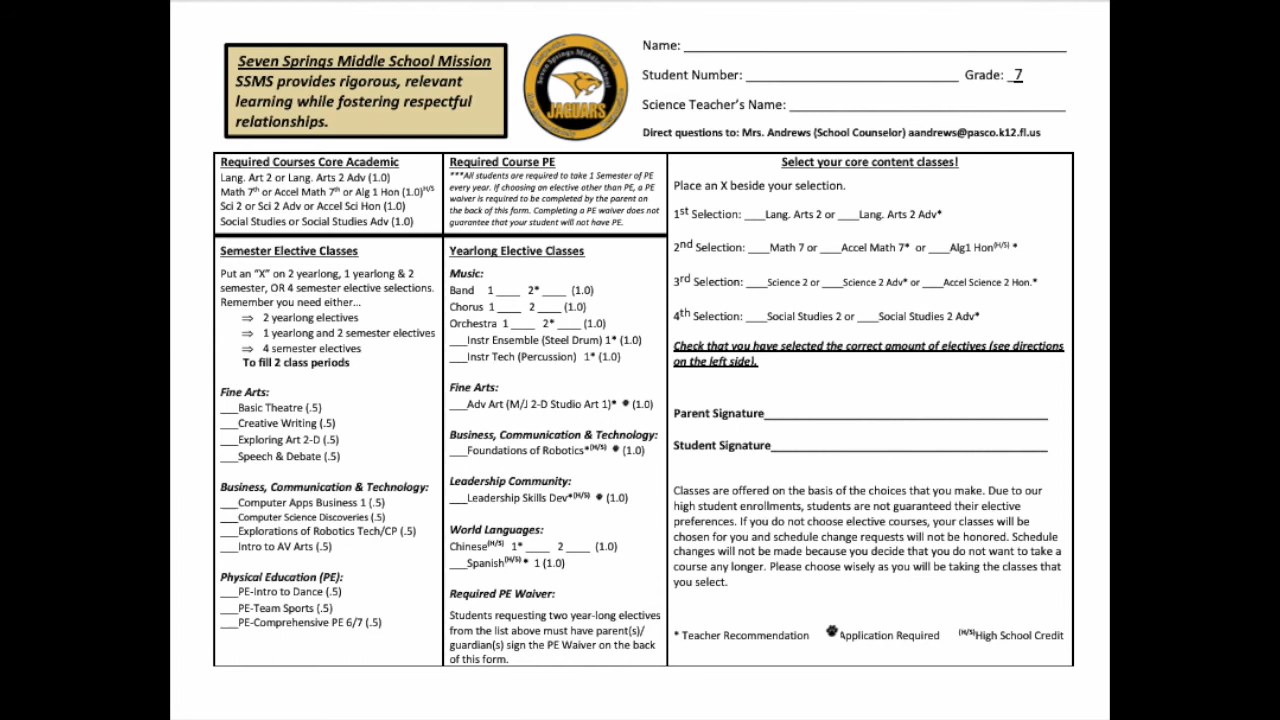 Seven Springs Middle School Mission
SSMS provides rigorous, relevant
learning while fostering respectful
relationships.
Seven Springs Middle School
JAGUARS
Name: ______________________
Student Number: ______________________ Grade: _7
Science Teacher's Name: ______________________
Direct questions to: Mrs. Andrews (School Counselor) aandrews@pasco.k12.fl.us
Required Courses Core Academic
Lang. Art 2 or Lang. Arts 2 Adv (1.0)
Math 7th or Accel Math 7th or Alg 1 Hon (1.0)H/S
Sci 2 or Sci 2 Adv or Accel Sci Hon (1.0)
Social Studies or Social Studies Adv (1.0)
Required Course PE
***All students are required to take 1 Semester of PE
every year. If choosing an elective other than PE, a PE
waiver is required to be completed by the parent on
the back of this form. Completing a PE waiver does not
guarantee that your student will not have PE.
Semester Elective Classes
Put an "X" on 2 yearlong, 1 yearlong & 2
semester, OR 4 semester elective selections.
Remember you need either...
⇒ 2 yearlong electives
⇒ 1 yearlong and 2 semester electives
⇒ 4 semester electives
To fill 2 class periods
Fine Arts:
___Basic Theatre (.5)
___Creative Writing (.5)
___Exploring Art 2-D (.5)
___Speech & Debate (.5)
Business, Communication & Technology:
___Computer Apps Business 1 (.5)
___Computer Science Discoveries (.5)
___Explorations of Robotics Tech/CP (.5)
___Intro to AV Arts (.5)
Physical Education (PE):
___PE-Intro to Dance (.5)
___PE-Team Sports (.5)
___PE-Comprehensive PE 6/7 (.5)
Yearlong Elective Classes
Music:
Band 1 ____ 2* ____ (1.0)
Chorus 1 ____ 2 ____ (1.0)
Orchestra 1 ____ 2* ____ (1.0)
___Instr Ensemble (Steel Drum) 1* (1.0)
___Instr Tech (Percussion) 1* (1.0)
Fine Arts:
___Adv Art (M/J 2-D Studio Art 1)* (1.0)
Business, Communication & Technology:
___Foundations of Robotics*(H/S) (1.0)
Leadership Community:
___Leadership Skills Dev*(H/S) (1.0)
World Languages:
Chinese(H/S) 1* ____ 2 ____ (1.0)
___Spanish(H/S)* 1 (1.0)
Required PE Waiver:
Students requesting two year-long electives
from the list above must have parent(s)/
guardian(s) sign the PE Waiver on the back
of this form.
Select your core content classes!
Place an X beside your selection.
1st Selection: ___Lang. Arts 2 or ___Lang. Arts 2 Adv*
2nd Selection: ___Math 7 or ___Accel Math 7* or ___Alg1 Hon(H/S) *
3rd Selection: ___Science 2 or ___Science 2 Adv* or ___Accel Science 2 Hon.*
4th Selection: ___Social Studies 2 or ___Social Studies 2 Adv*
Check that you have selected the correct amount of electives (see directions
on the left side).
Parent Signature______________________
Student Signature______________________
Classes are offered on the basis of the choices that you make. Due to our
high student enrollments, students are not guaranteed their elective
preferences. If you do not choose elective courses, your classes will be
chosen for you and schedule change requests will not be honored. Schedule
changes will not be made because you decide that you do not want to take a
course any longer. Please choose wisely as you will be taking the classes that
you select.
* Teacher Recommendation Application Required (H/S)High School Credit